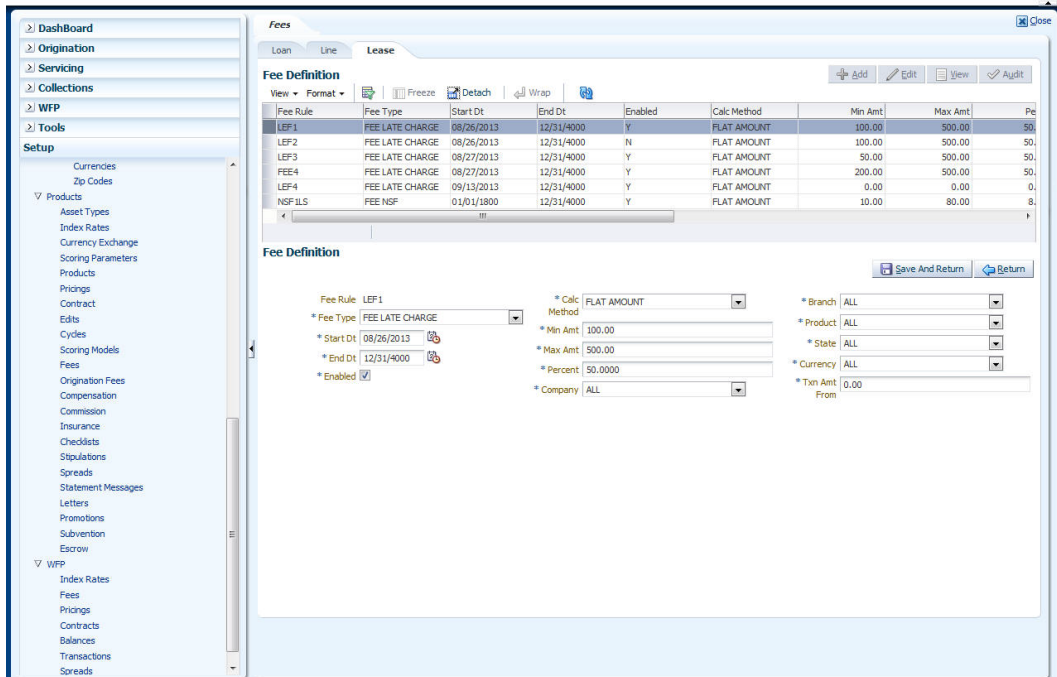 DashBoard
Origination
Servicing
Collections
WFP
Tools
Setup
Currencies
Zip Codes
Products
Asset Types
Index Rates
Currency Exchange
Scoring Parameters
Products
Pricings
Contract
Edits
Cycles
Scoring Models
Fees
Origination Fees
Compensation
Commission
Insurance
Checklists
Stipulations
Spreads
Statement Messages
Letters
Promotions
Subvention
Escrow
WFP
Index Rates
Fees
Pricings
Contracts
Balances
Transactions
Spreads
Fees
Close
Loan Line Lease
Fee Definition
Add Edit View Audit
View Format Freeze Detach Wrap
Fee Rule Fee Type Start Dt End Dt Enabled Calc Method Min Amt Max Amt Pe
LEF1 FEE LATE CHARGE 08/26/2013 12/31/4000 Y FLAT AMOUNT 100.00 500.00 50.
LEF2 FEE LATE CHARGE 08/26/2013 12/31/4000 N FLAT AMOUNT 100.00 500.00 50.
LEF3 FEE LATE CHARGE 08/27/2013 12/31/4000 Y FLAT AMOUNT 50.00 500.00 50.
FEE4 FEE LATE CHARGE 08/27/2013 12/31/4000 Y FLAT AMOUNT 200.00 500.00 50.
LEF4 FEE LATE CHARGE 09/13/2013 12/31/4000 Y FLAT AMOUNT 0.00 0.00 0.
NSF1LS FEE NSF 01/01/1800 12/31/4000 Y FLAT AMOUNT 10.00 80.00 8.
Fee Definition
Save And Return Return
Fee Rule LEF1
* Fee Type FEE LATE CHARGE
* Start Dt 08/26/2013
* End Dt 12/31/4000
* Enabled
* Calc Method FLAT AMOUNT
* Min Amt 100.00
* Max Amt 500.00
* Percent 50.0000
* Company ALL
* Branch ALL
* Product ALL
* State ALL
* Currency ALL
* Txn Amt From 0.00